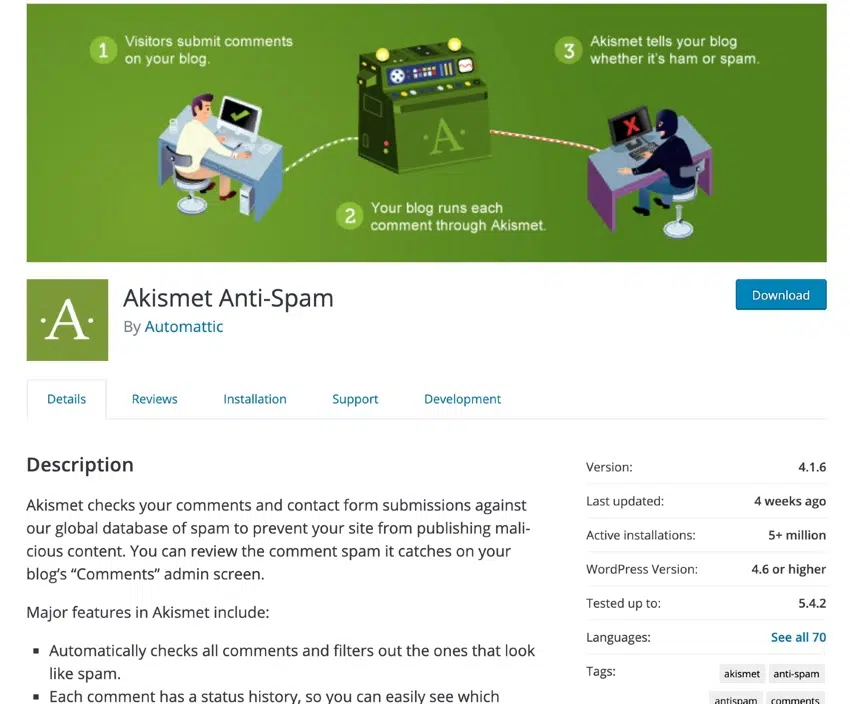 1 Visitors submit comments
on your blog.
3 Akismet tells your blog
whether it's ham or spam.
A
2 Your blog runs each
comment through Akismet.
·A·
Akismet Anti-Spam
By Automattic
Download
Details Reviews Installation Support Development
Description
Akismet checks your comments and contact form submissions against
our global database of spam to prevent your site from publishing mali-
cious content. You can review the comment spam it catches on your
blog's “Comments” admin screen.
Major features in Akismet include:
▪ Automatically checks all comments and filters out the ones that look
like spam.
▪ Each comment has a status history, so you can easily see which
Version: 4.1.6
Last updated: 4 weeks ago
Active installations: 5+ million
WordPress Version: 4.6 or higher
Tested up to: 5.4.2
Languages: See all 70
Tags: akismet anti-spam
antispam comments